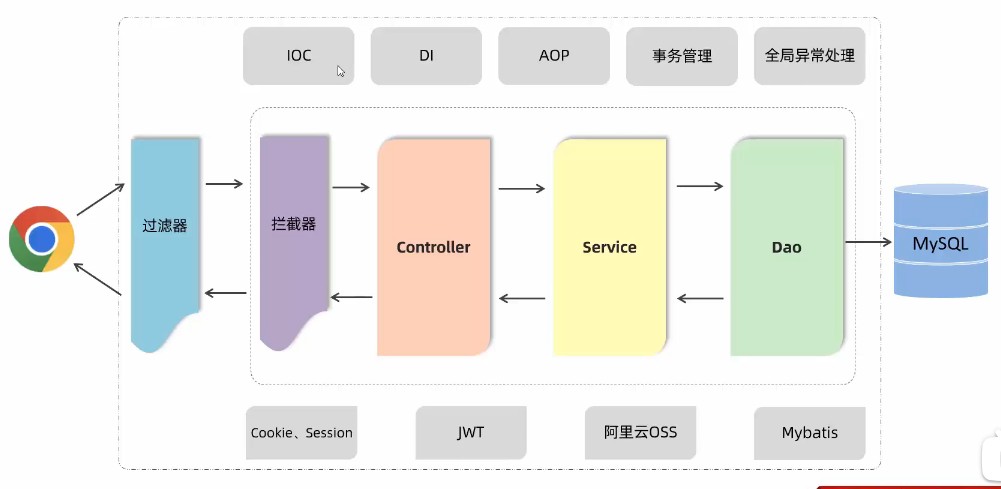 IOC
DI
AOP
事务管理
全局异常处理
过滤器
拦截器
Controller
Service
Dao
MySQL
Cookie、Session
JWT
阿里云OSS
Mybatis